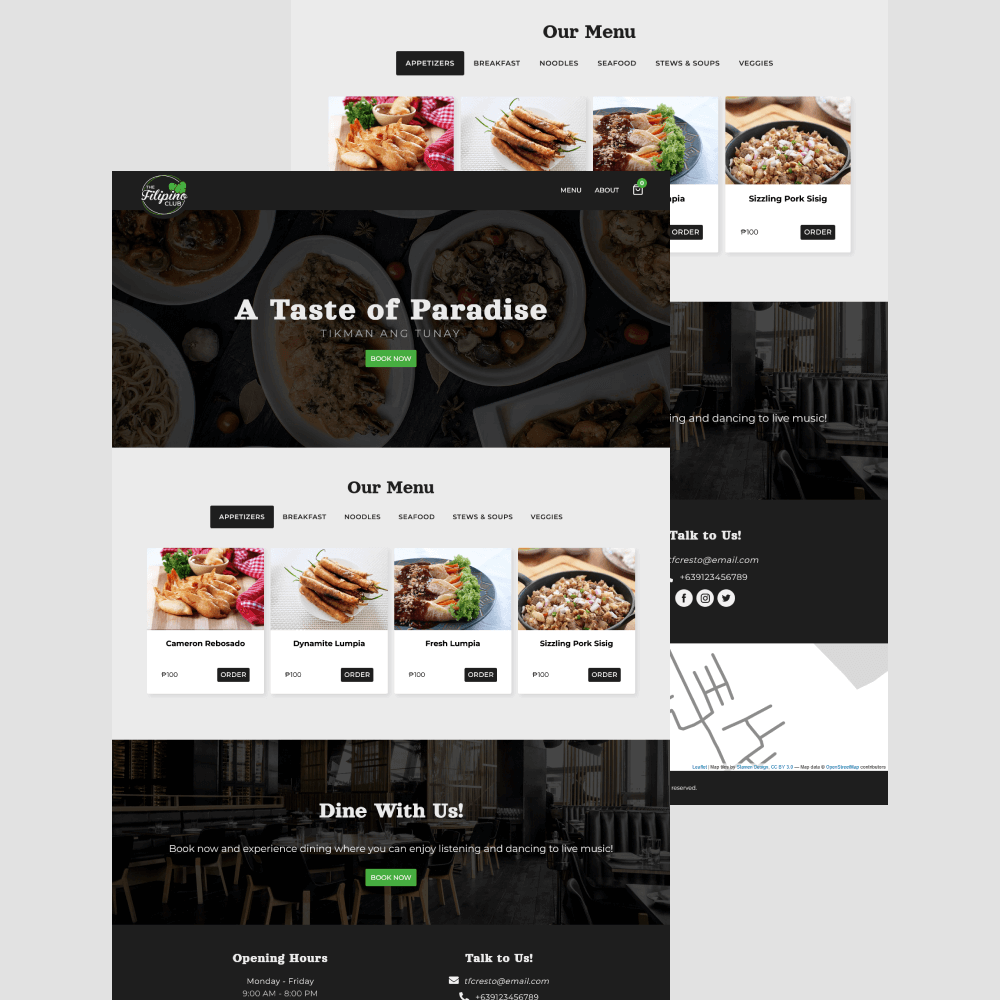 Our Menu
APPETIZERS BREAKFAST NOODLES SEAFOOD STEWS & SOUPS VEGGIES
Sizzling Pork Sisig
ORDER ₱100 ORDER
THE
Filipino
CLUB
MENU ABOUT 0
A Taste of Paradise
TIKMAN ANG TUNAY
BOOK NOW
ing and dancing to live music!
Our Menu
APPETIZERS BREAKFAST NOODLES SEAFOOD STEWS & SOUPS VEGGIES
Talk to Us!
tfcresto@email.com
+639123456789
Cameron Rebosado Dynamite Lumpia Fresh Lumpia Sizzling Pork Sisig
₱100 ORDER ₱100 ORDER ₱100 ORDER ₱100 ORDER
Leaflet | Map tiles by Stamen Design, CC BY 3.0 — Map data © OpenStreetMap contributors
reserved.
Dine With Us!
Book now and experience dining where you can enjoy listening and dancing to live music!
BOOK NOW
Opening Hours
Monday - Friday
9:00 AM - 8:00 PM
Talk to Us!
tfcresto@email.com
+639123456789